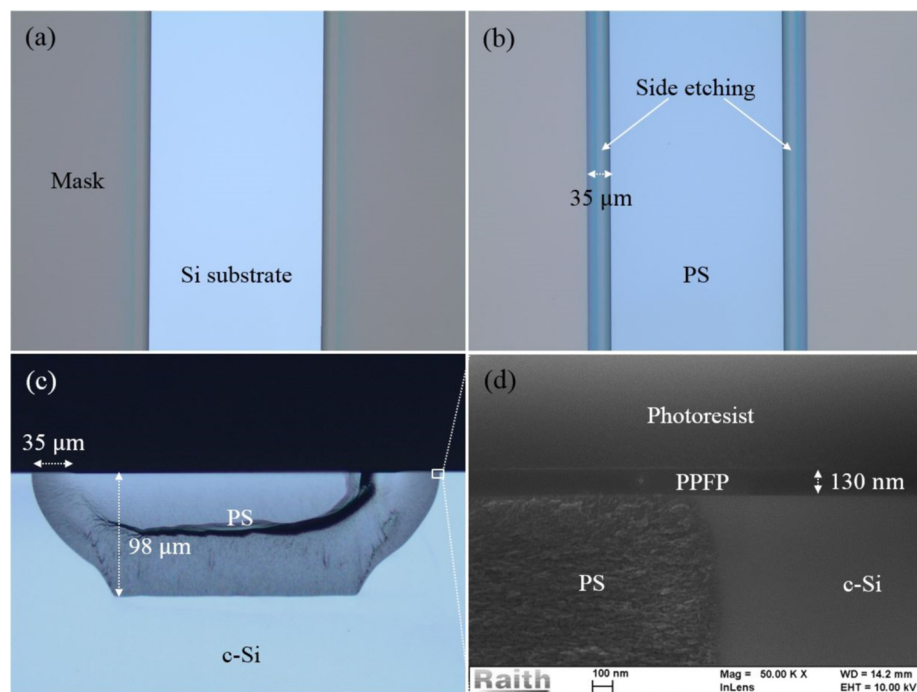 (a)
Mask
Si substrate
(b)
Side etching
35 μm
PS
(c)
35 μm
PS
98 μm
c-Si
(d)
Photoresist
PPFP
130 nm
PS
c-Si
Raith
100 nm
Mag = 50.00 K X
WD = 14.2 mm
InLens
EHT = 10.00 kV